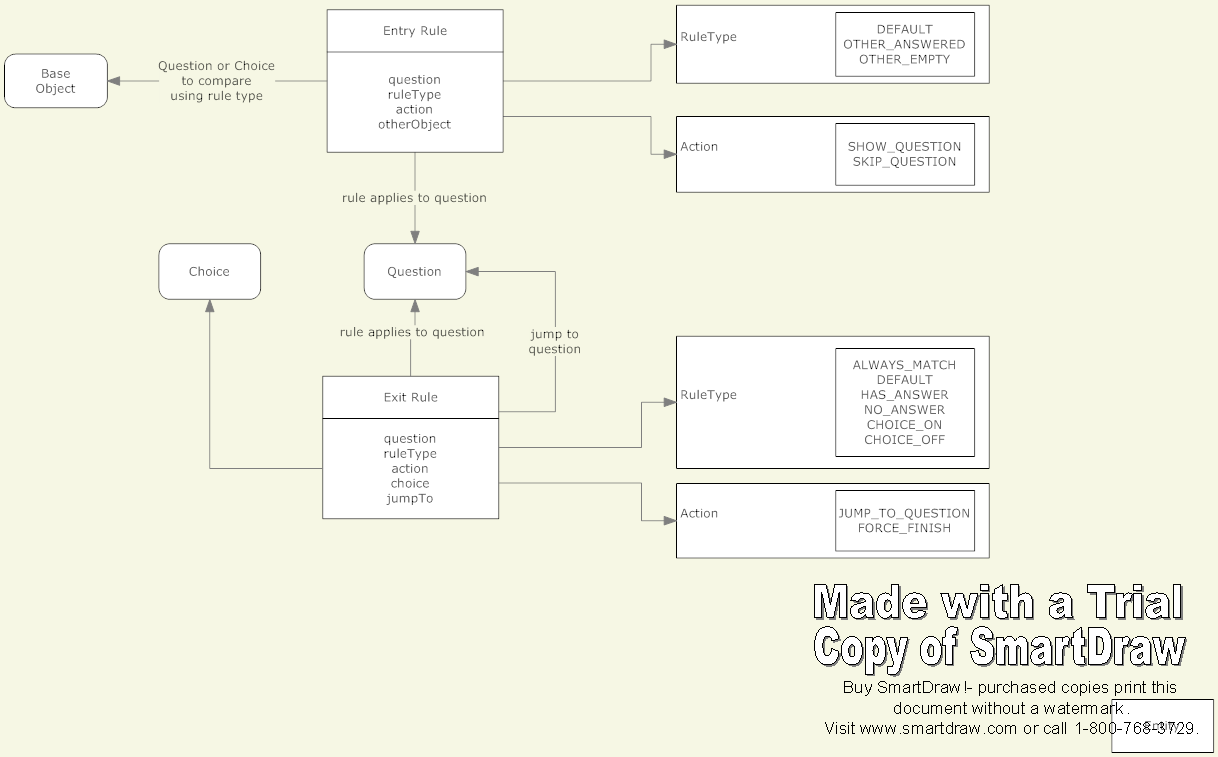 Entry Rule
question
ruleType
action
otherObject
Base
Object
Question or Choice
to compare
using rule type
RuleType
DEFAULT
OTHER_ANSWERED
OTHER_EMPTY
Action
SHOW_QUESTION
SKIP_QUESTION
rule applies to question
Choice
Question
rule applies to question
jump to
question
Exit Rule
question
ruleType
action
choice
jumpTo
RuleType
ALWAYS_MATCH
DEFAULT
HAS_ANSWER
NO_ANSWER
CHOICE_ON
CHOICE_OFF
Action
JUMP_TO_QUESTION
FORCE_FINISH
Made with a Trial
Copy of SmartDraw
Buy SmartDraw!- purchased copies print this
document without a watermark .
Visit www.smartdraw.com or call 1-800-768-3729.